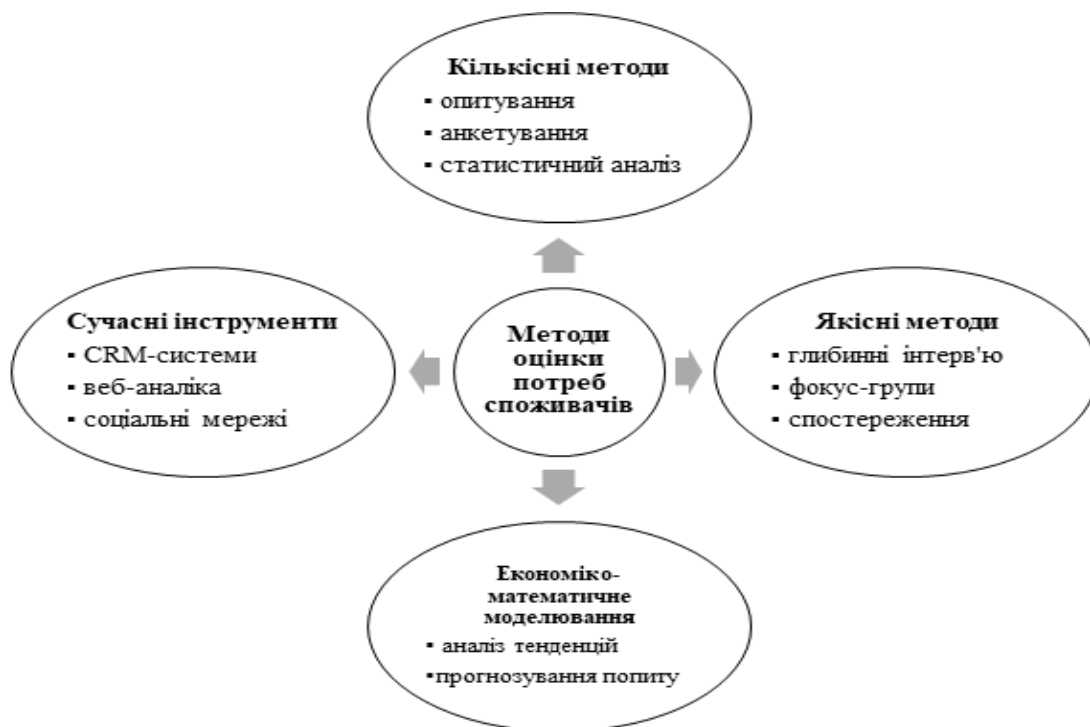 Кількісні методи
▪ опитування
▪ анкетування
▪ статистичний аналіз
Сучасні інструменти
▪ CRM-системи
▪ веб-аналіка
▪ соціальні мережі
Методи
оцінки
потреб
споживачів
Якісні методи
▪ глибинні інтерв'ю
▪ фокус-групи
▪ спостереження
Економіко-
математичне
моделювання
▪ аналіз тенденцій
▪прогнозування попиту